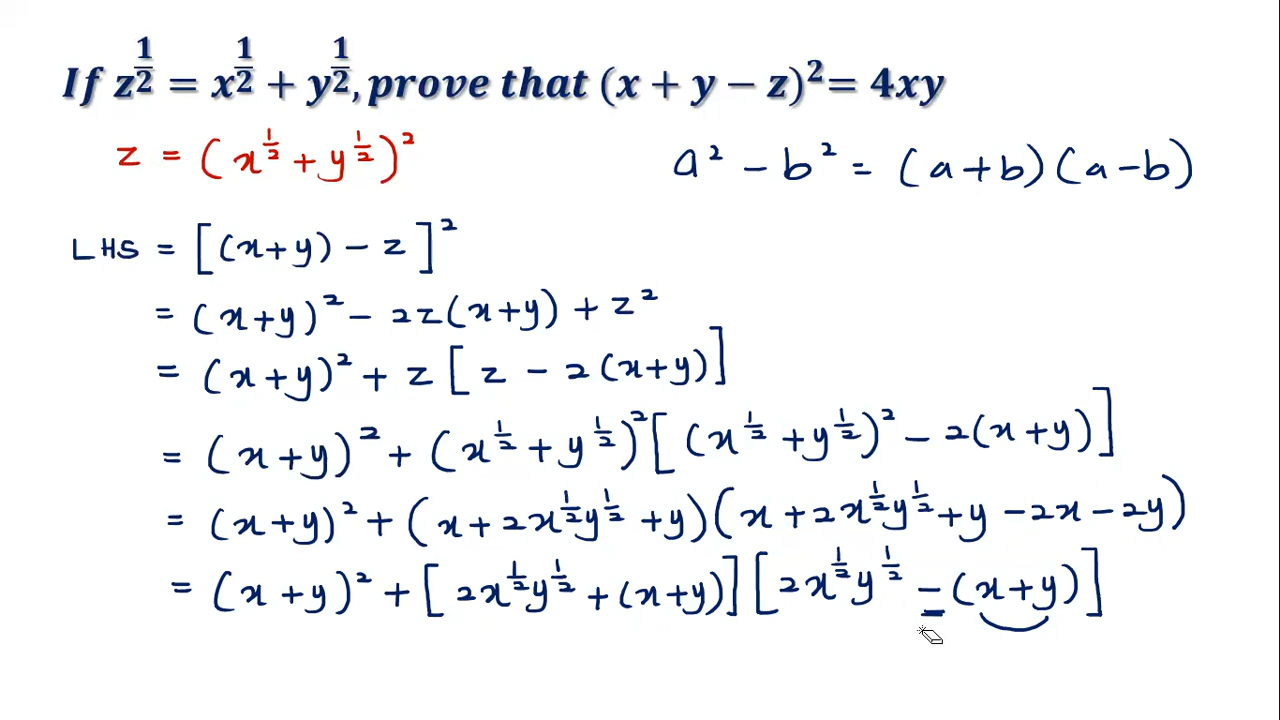 If z^{1/2} = x^{1/2} + y^{1/2}, prove that (x + y − z)² = 4xy
z = (x^{1/2} + y^{1/2})²
a² − b² = (a+b)(a−b)
LHS = [(x+y) − z]²
= (x+y)² − 2z(x+y) + z²
= (x+y)² + z[z − 2(x+y)]
= (x+y)² + (x^{1/2} + y^{1/2})²[(x^{1/2} + y^{1/2})² − 2(x+y)]
= (x+y)² + (x + 2x^{1/2}y^{1/2} + y)(x + 2x^{1/2}y^{1/2} + y − 2x − 2y)
= (x+y)² + [2x^{1/2}y^{1/2} + (x+y)][2x^{1/2}y^{1/2} − (x+y)]